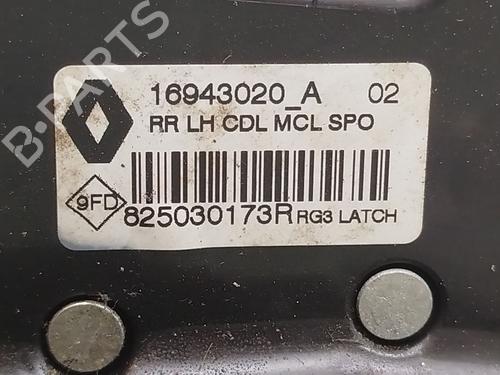 16943020_A 02
RR LH CDL MCL SPO
9FD
825030173R RG3 LATCH
B-PARTS